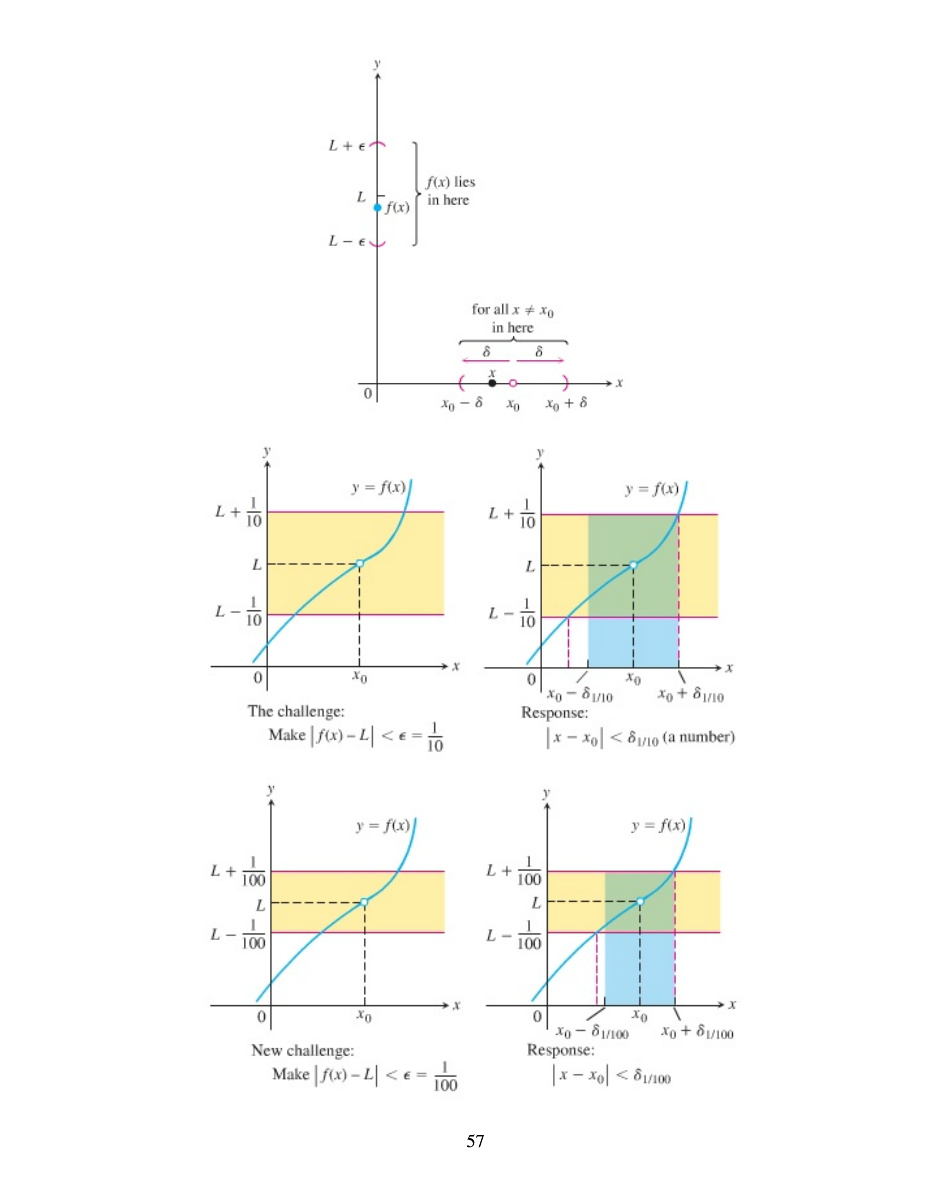 y
L + ϵ
f(x) lies
L
f(x)
in here
L − ϵ
for all x ≠ x₀
in here
δ δ
x
0
x
x₀ − δ x₀ x₀ + δ
y
y = f(x)
L + 1/10
L
L − 1/10
0 x₀ x
The challenge:
Make |f(x) – L| < ϵ = 1/10
y
y = f(x)
L + 1/10
L
L − 1/10
0 x₀ x
x₀ − δ1/10 x₀ + δ1/10
Response:
|x − x₀| < δ1/10 (a number)
y
y = f(x)
L + 1/100
L
L − 1/100
0 x₀ x
New challenge:
Make |f(x) – L| < ϵ = 1/100
y
y = f(x)
L + 1/100
L
L − 1/100
0 x₀ x
x₀ − δ1/100 x₀ + δ1/100
Response:
|x − x₀| < δ1/100
57